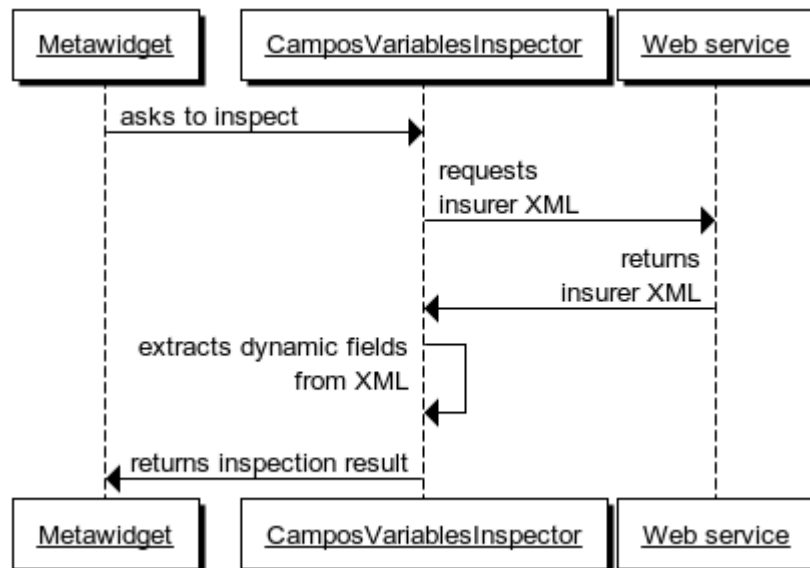 Metawidget
CamposVariablesInspector
Web service
asks to inspect
requests
insurer XML
returns
insurer XML
extracts dynamic fields
from XML
returns inspection result
Metawidget
CamposVariablesInspector
Web service